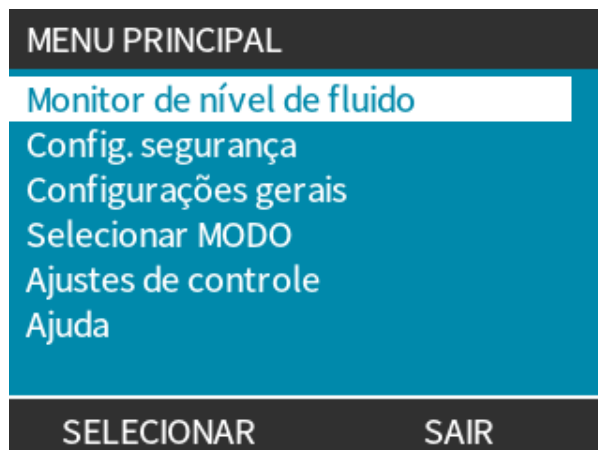 MENU PRINCIPAL
Monitor de nível de fluido
Config. segurança
Configurações gerais
Selecionar MODO
Ajustes de controle
Ajuda
SELECIONAR SAIR